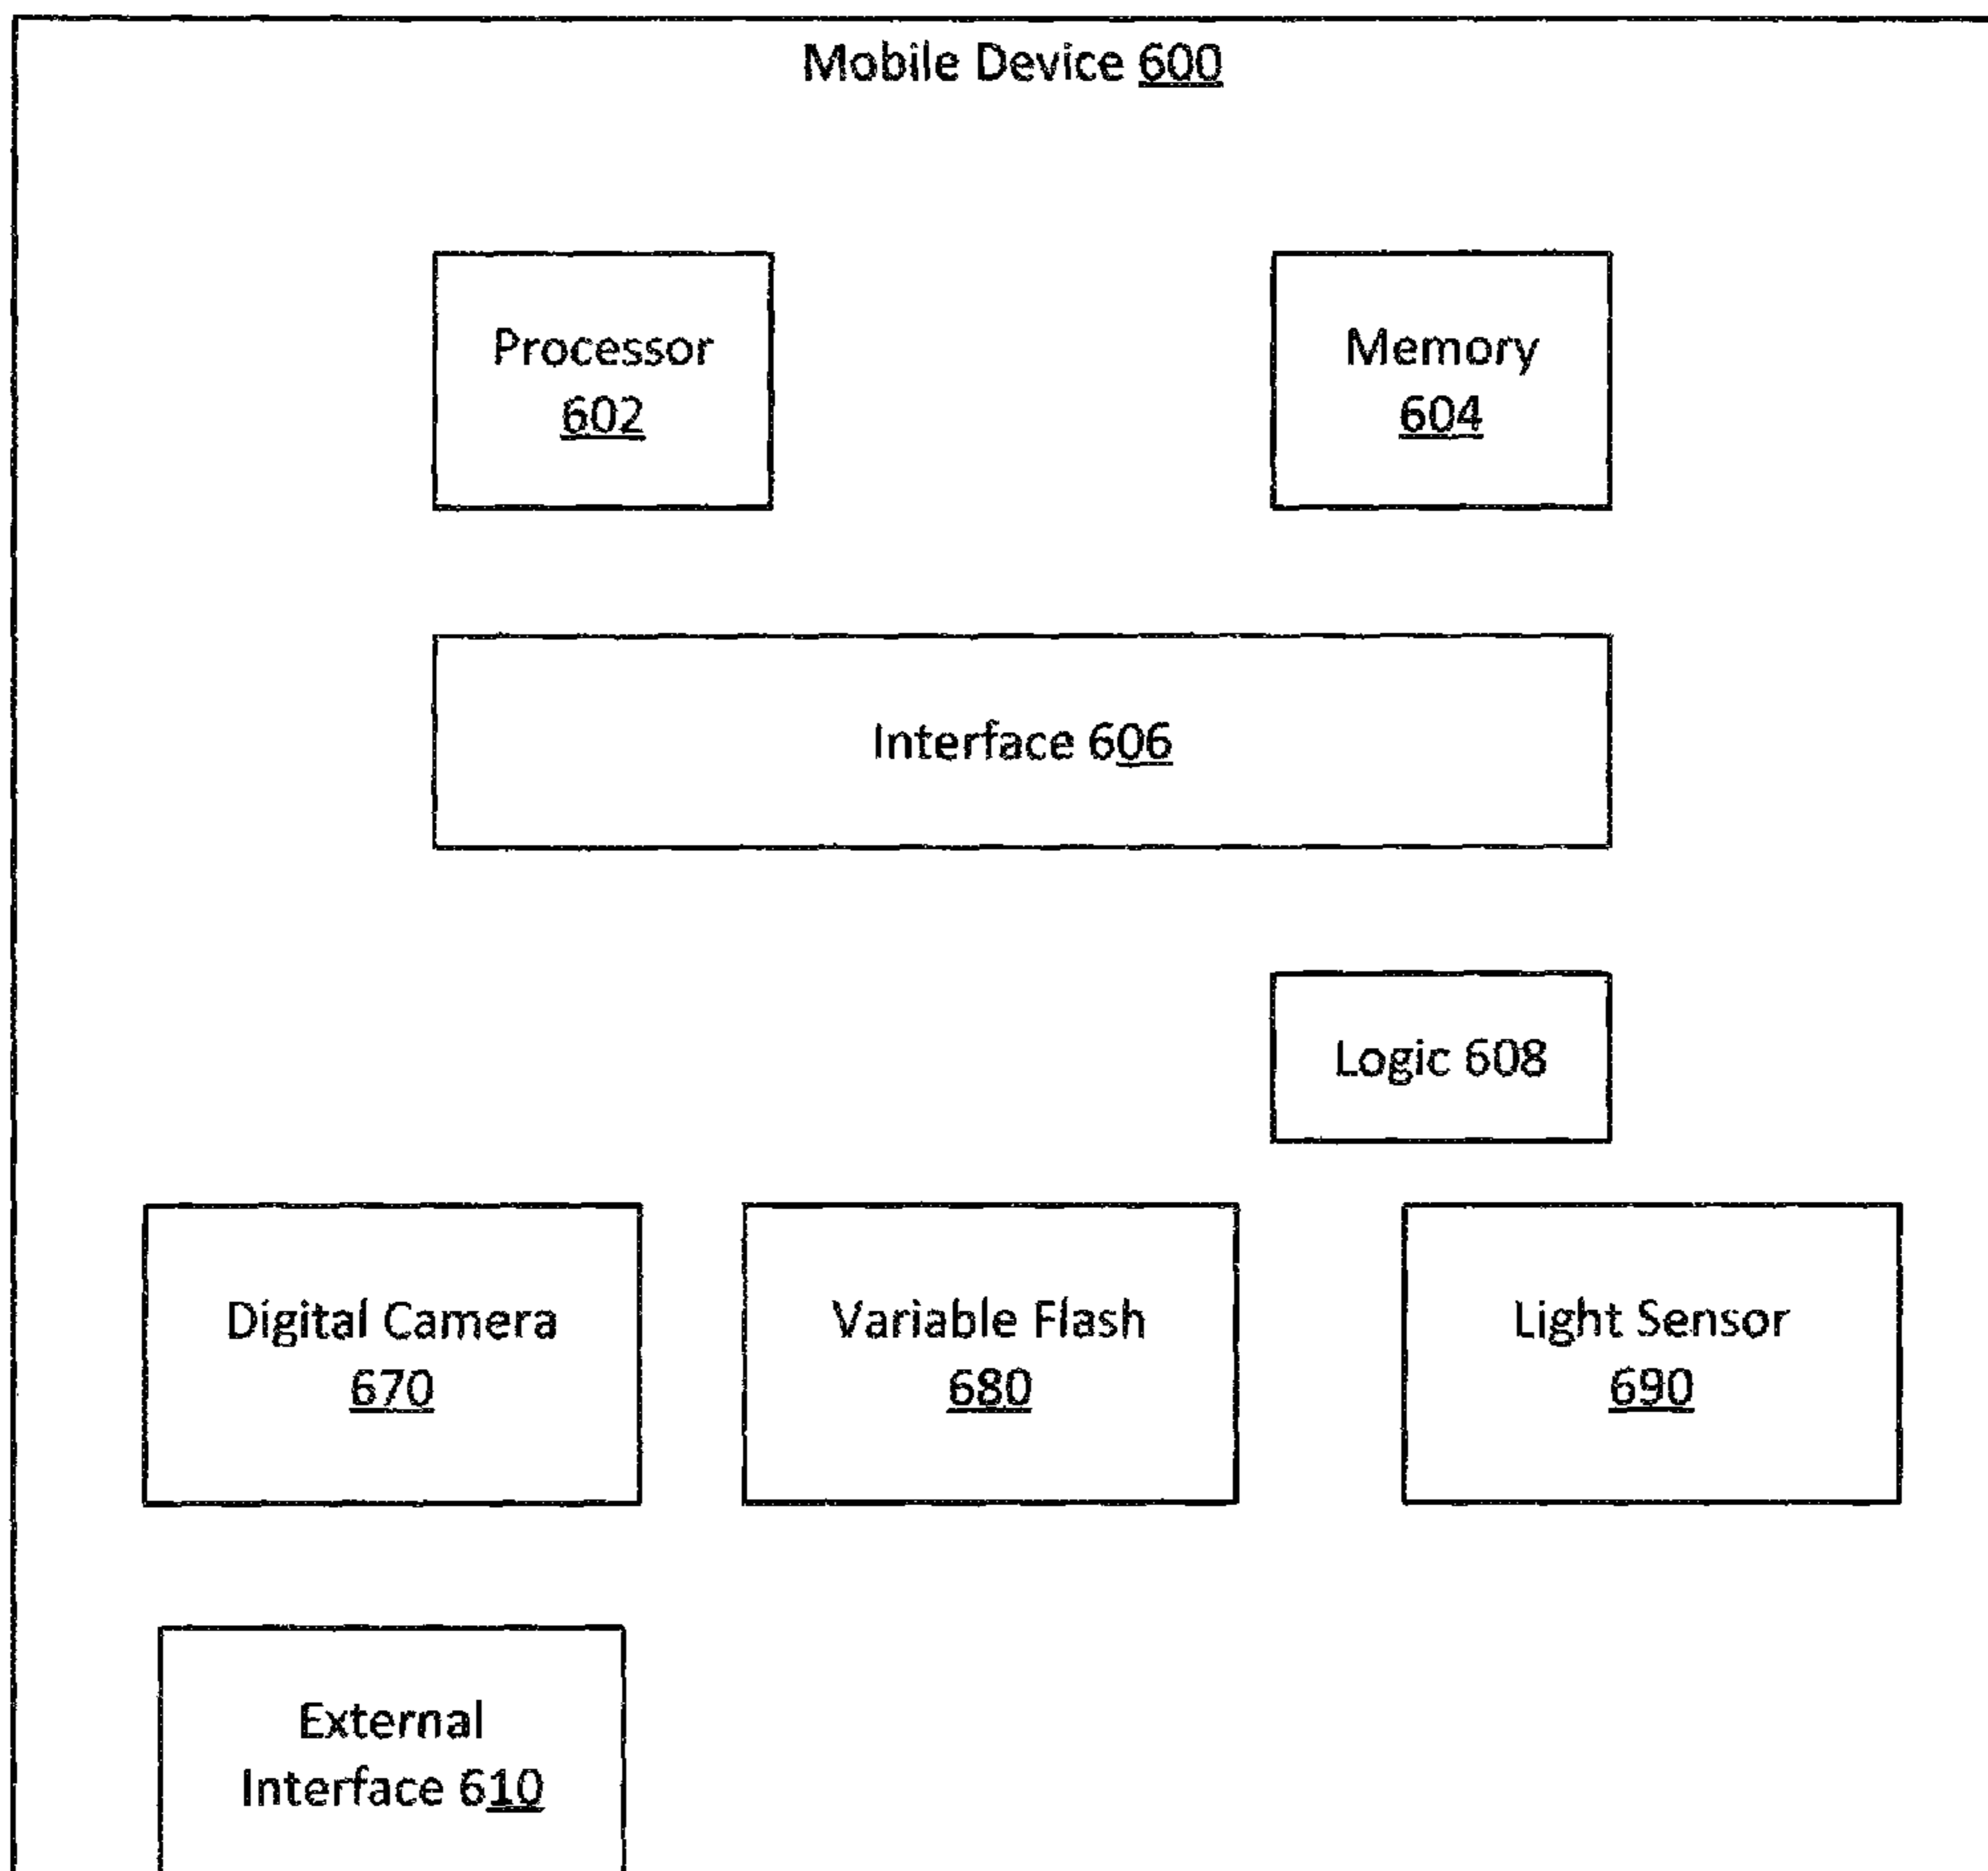 Mobile Device 600
Processor
602
Memory
604
Interface 606
Logic 608
Digital Camera
670
Variable Flash
680
Light Sensor
690
External
Interface 610